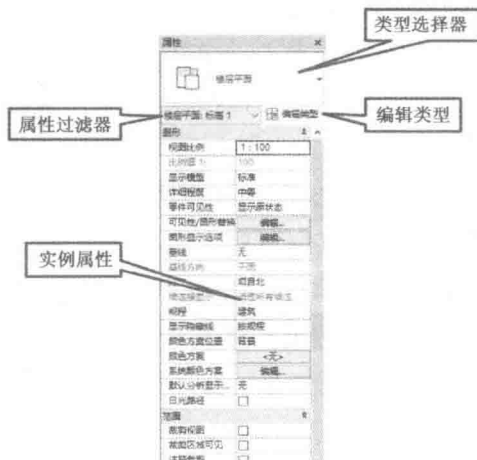 类型选择器
属性
×
楼层平面
楼层平面: 标高 1
编辑类型
属性过滤器
编辑类型
图形
视图比例 1 : 100
比例值 1: 100
显示模型 标准
详细程度 中等
零件可见性 显示原状态
可见性/图形替换 编辑...
图形显示选项 编辑...
基线 无
基线方向 平面
实例属性
项目北
规程 建筑
显示隐藏线 按规程
颜色方案位置 背景
颜色方案 <无>
系统颜色方案 编辑...
默认分析显示... 无
日光路径
范围
裁剪视图
裁剪区域可见